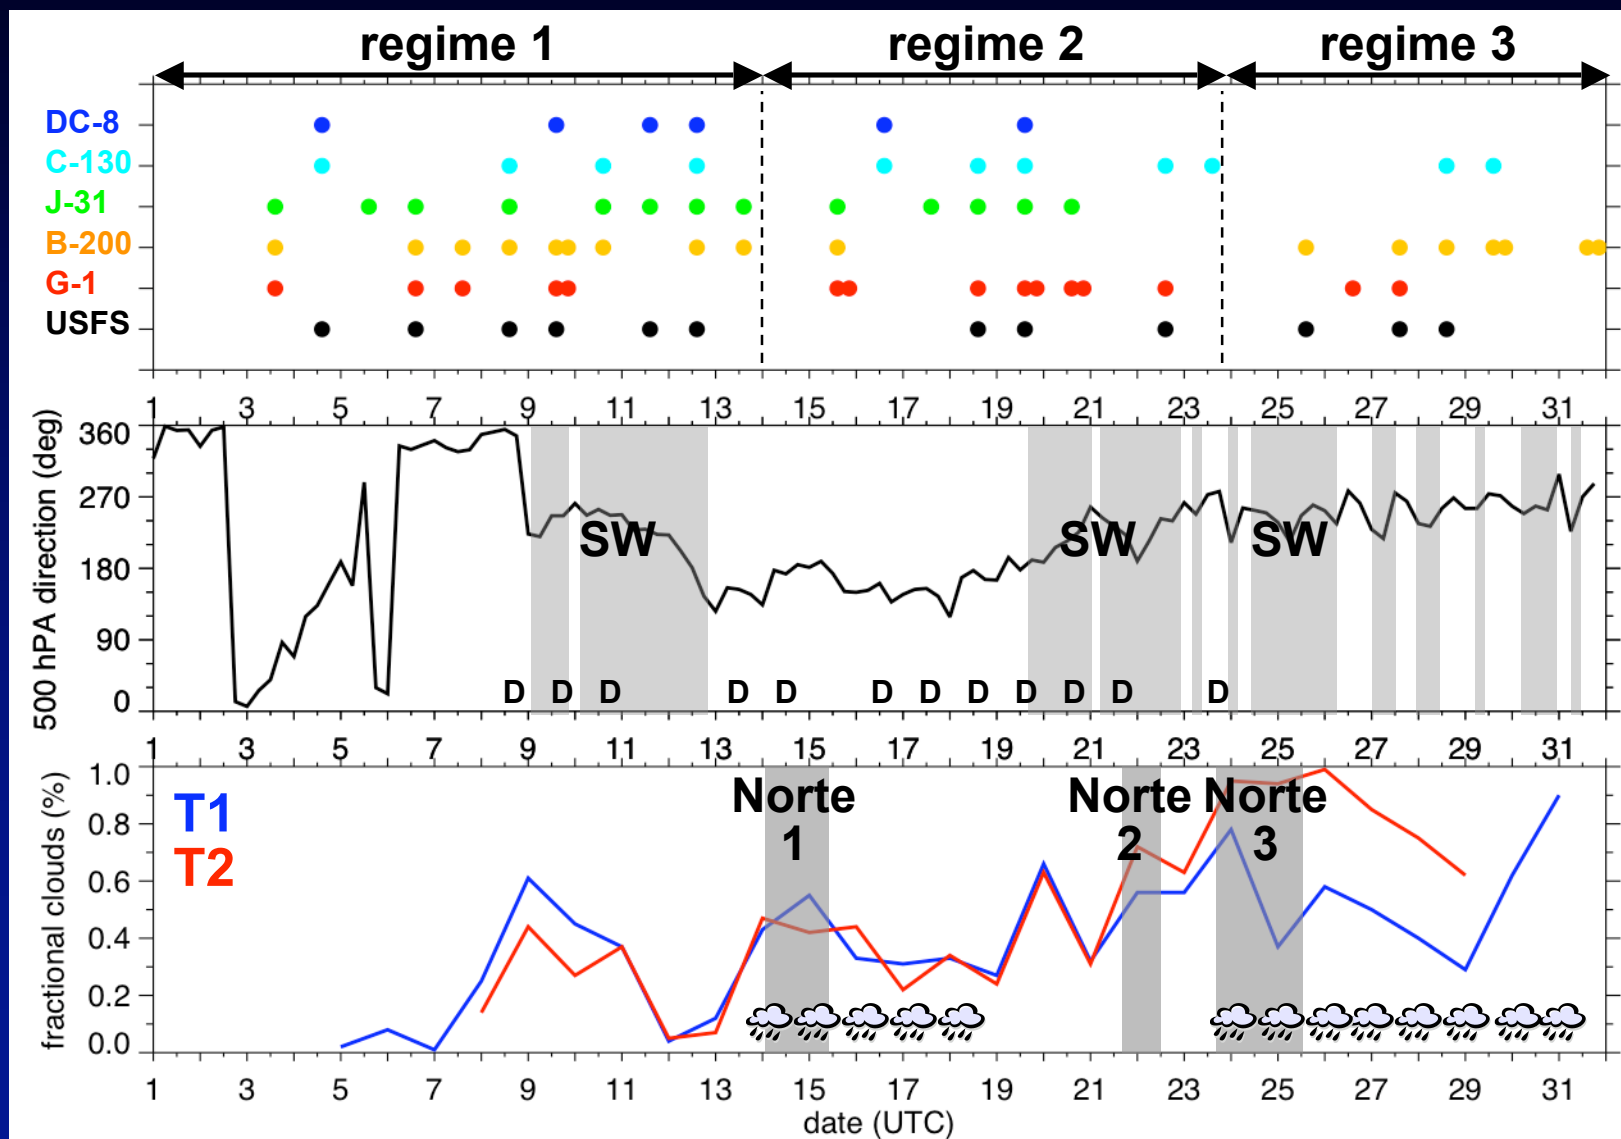 regime 1 regime 2 regime 3
DC-8
C-130
J-31
B-200
G-1
USFS
1 3 5 7 9 11 13 15 17 19 21 23 25 27 29 31
500 hPA direction (deg)
360
270
180
90
0
SW SW SW
D D D D D D D D D D D D
1 3 5 7 9 11 13 15 17 19 21 23 25 27 29 31
fractional clouds (%)
1.0
0.8
0.6
0.4
0.2
0.0
T1
T2
Norte 1
Norte 2
Norte 3
1 3 5 7 9 11 13 15 17 19 21 23 25 27 29 31
date (UTC)